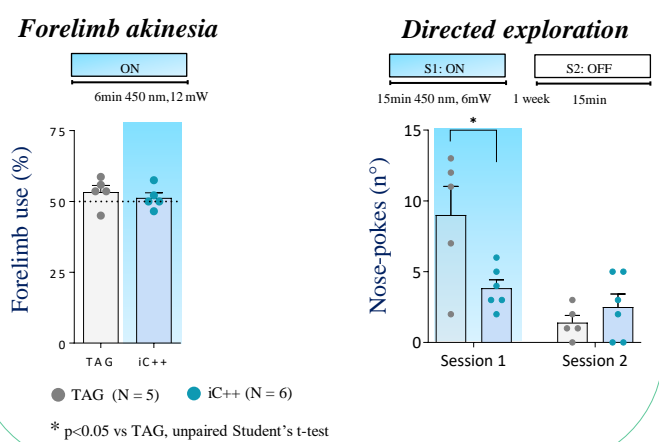 Forelimb akinesia
Directed exploration
ON
6min 450 nm,12 mW
S1: ON
S2: OFF
15min 450 nm, 6mW
1 week
15min
Forelimb use (%)
75
50
25
0
TAG
iC++
Nose-pokes (n°)
15
10
5
0
*
Session 1
Session 2
TAG (N = 5)
iC++ (N = 6)
* p<0.05 vs TAG, unpaired Student’s t-test